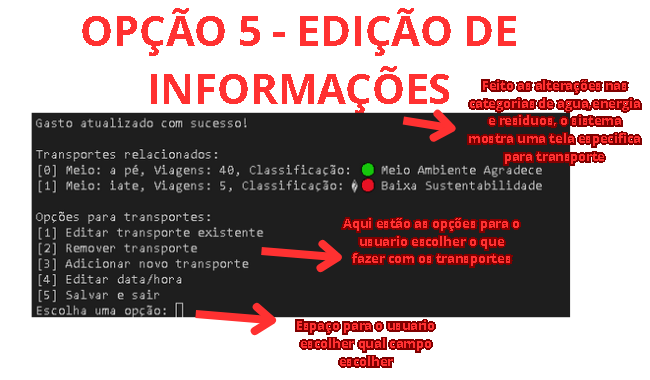 OPÇÃO 5 - EDIÇÃO DE
INFORMAÇÕES
Feito as alterações nas
categorias de agua,energia
e residuos, o sistema
mostra uma tela especifica
para transporte
Gasto atualizado com sucesso!
Transportes relacionados:
[0] Meio: a pé, Viagens: 40, Classificação: 🟢 Meio Ambiente Agradece
[1] Meio: iate, Viagens: 5, Classificação: �🔴 Baixa Sustentabilidade
Opções para transportes:
[1] Editar transporte existente
[2] Remover transporte
[3] Adicionar novo transporte
[4] Editar data/hora
[5] Salvar e sair
Escolha uma opção:
Aqui estão as opções para o
usuario escolher o que
fazer com os transportes
Espaço para o usuario
escolher qual campo
escolher